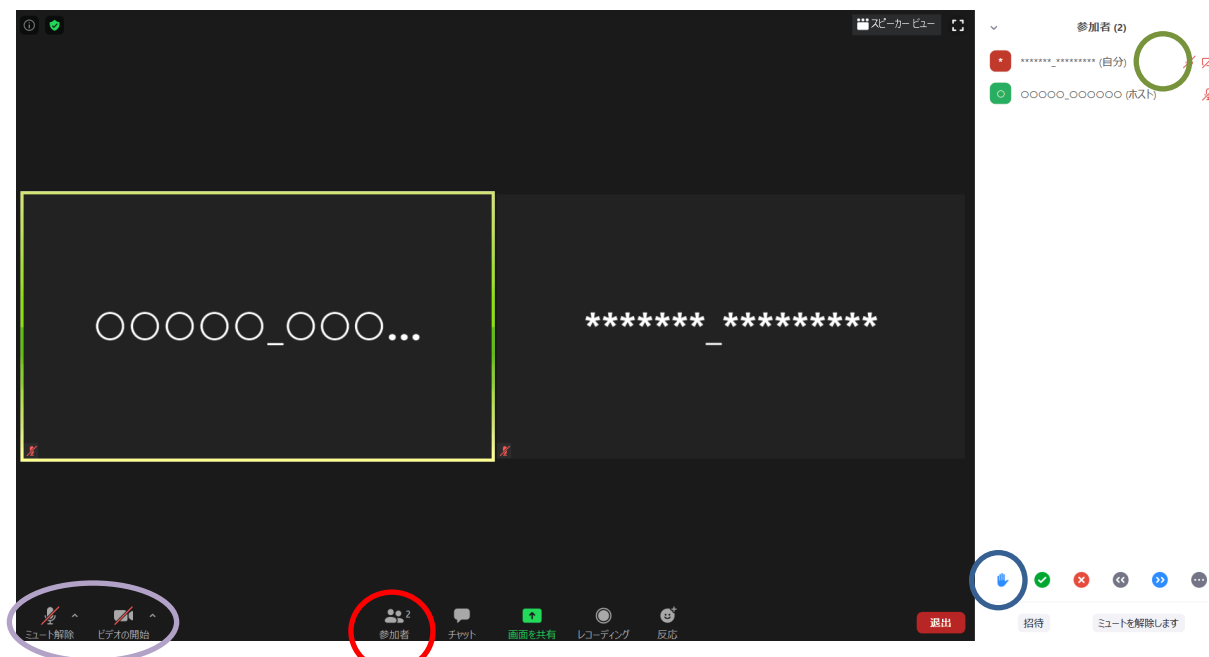 スピーカー ビュー
参加者 (2)
* *******_********* (自分)
○ ○○○○○_○○○○○○ (ホスト)
○○○○○_○○○...
*******_*********
ミュート解除
ビデオの開始
2
参加者
チャット
画面を共有
レコーディング
反応
退出
招待
ミュートを解除します